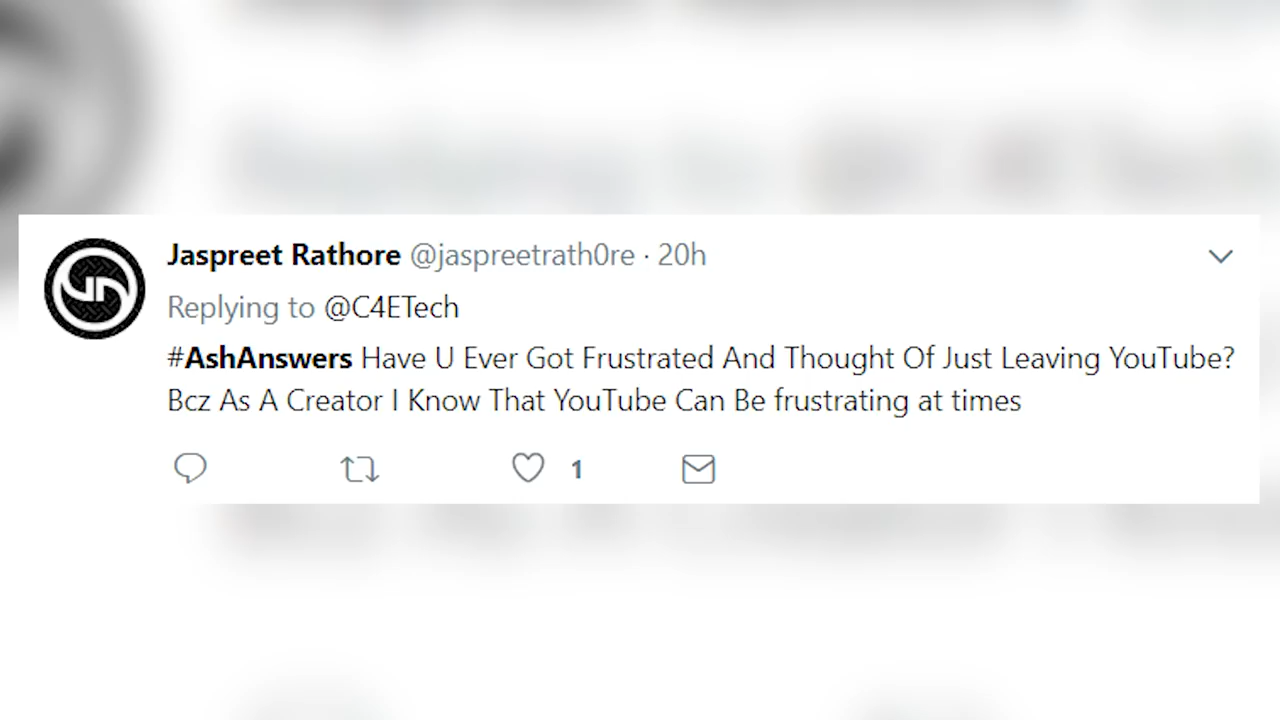 Jaspreet Rathore @jaspreetrath0re · 20h
Replying to @C4ETech
#AshAnswers Have U Ever Got Frustrated And Thought Of Just Leaving YouTube?
Bcz As A Creator I Know That YouTube Can Be frustrating at times
1